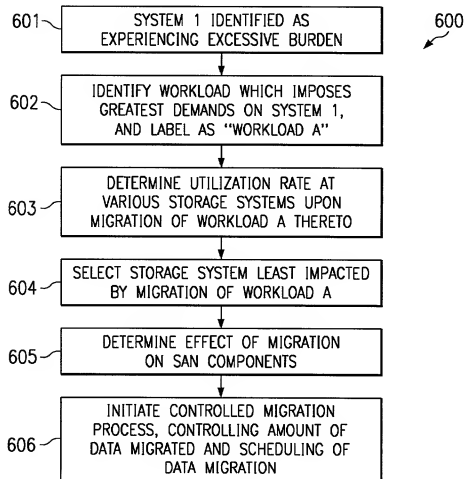 601
SYSTEM 1 IDENTIFIED AS
EXPERIENCING EXCESSIVE BURDEN
600
602
IDENTIFY WORKLOAD WHICH IMPOSES
GREATEST DEMANDS ON SYSTEM 1,
AND LABEL AS "WORKLOAD A"
603
DETERMINE UTILIZATION RATE AT
VARIOUS STORAGE SYSTEMS UPON
MIGRATION OF WORKLOAD A THERETO
604
SELECT STORAGE SYSTEM LEAST IMPACTED
BY MIGRATION OF WORKLOAD A
605
DETERMINE EFFECT OF MIGRATION
ON SAN COMPONENTS
606
INITIATE CONTROLLED MIGRATION
PROCESS, CONTROLLING AMOUNT OF
DATA MIGRATED AND SCHEDULING OF
DATA MIGRATION